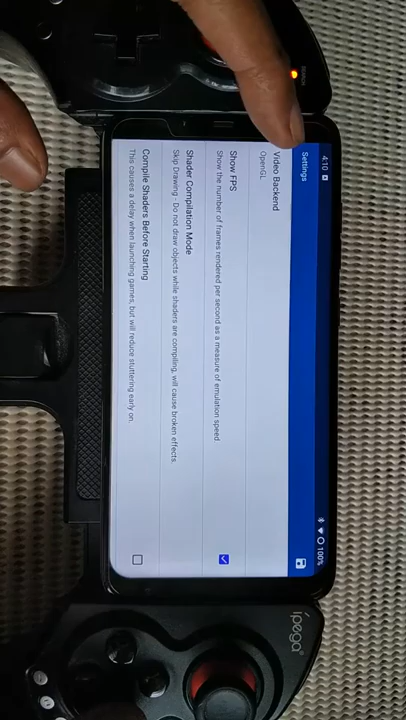 4:10
100%
Settings
Video Backend
OpenGL
Show FPS
Show the number of frames rendered per second as a measure of emulation speed.
Shader Compilation Mode
Skip Drawing - Do not draw objects while shaders are compiling, will cause broken effects.
Compile Shaders Before Starting
This causes a delay when launching games, but will reduce stuttering early on.
ipega